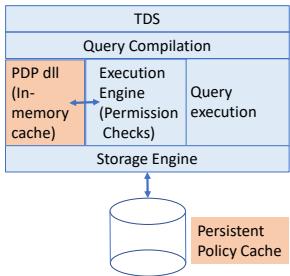 TDS
Query Compilation
PDP dll
(In-
memory
cache)
Execution
Engine
(Permission
Checks)
Query
execution
Storage Engine
Persistent
Policy Cache